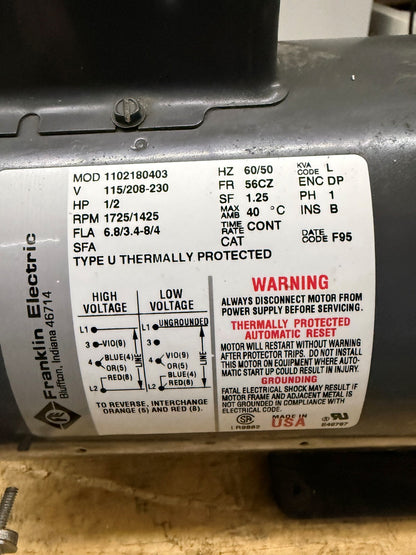 MOD 1102180403
V 115/208-230
HP 1/2
RPM 1725/1425
FLA 6.8/3.4-8/4
SFA
TYPE U THERMALLY PROTECTED
HZ 60/50
FR 56CZ
SF 1.25
MAX AMB 40 °C
TIME RATE CONT
CAT
KVA CODE L
ENC DP
PH 1
INS B
DATE CODE F95
Franklin Electric
Bluffton, Indiana 46714
HIGH VOLTAGE
L1
3 VIO(9)
4 BLUE(4)
OR(5)
RED(8)
L2
LINE
LOW VOLTAGE
L1 UNGROUNDED
3
4 VIO(9)
OR(5)
BLUE(4)
L2 RED(8)
LINE
TO REVERSE, INTERCHANGE
ORANGE (5) AND RED (8).
WARNING
ALWAYS DISCONNECT MOTOR FROM
POWER SUPPLY BEFORE SERVICING.
THERMALLY PROTECTED
AUTOMATIC RESET
MOTOR WILL RESTART WITHOUT WARNING
AFTER PROTECTOR TRIPS. DO NOT INSTALL
THIS MOTOR ON EQUIPMENT WHERE AUTO-
MATIC START UP COULD RESULT IN INJURY.
GROUNDING
FATAL ELECTRICAL SHOCK MAY RESULT IF
MOTOR FRAME AND ADJACENT METAL IS
NOT GROUNDED IN COMPLIANCE WITH
ELECTRICAL CODE.
SA
LR9882
MADE IN
USA
E40787